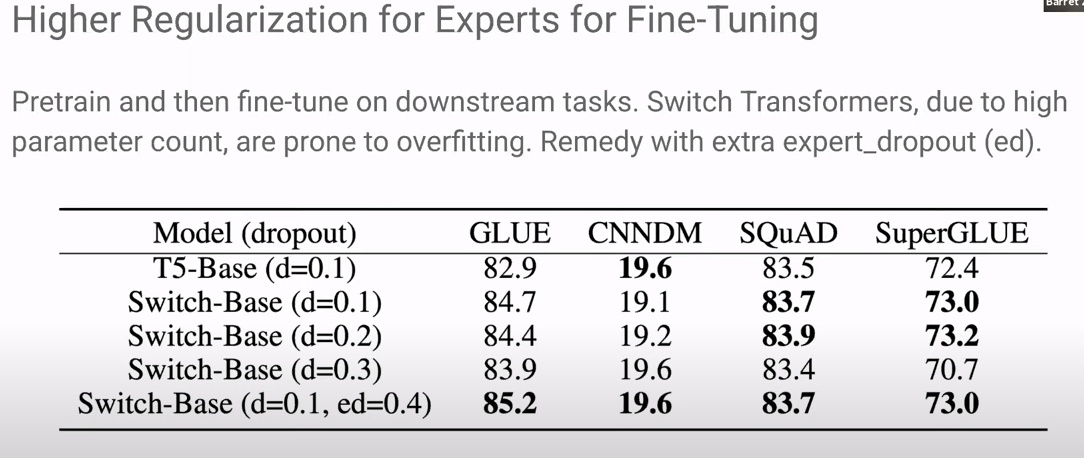 Higher Regularization for Experts for Fine-Tuning
Barret
Pretrain and then fine-tune on downstream tasks. Switch Transformers, due to high
parameter count, are prone to overfitting. Remedy with extra expert_dropout (ed).
Model (dropout) GLUE CNNDM SQuAD SuperGLUE
T5-Base (d=0.1) 82.9 19.6 83.5 72.4
Switch-Base (d=0.1) 84.7 19.1 83.7 73.0
Switch-Base (d=0.2) 84.4 19.2 83.9 73.2
Switch-Base (d=0.3) 83.9 19.6 83.4 70.7
Switch-Base (d=0.1, ed=0.4) 85.2 19.6 83.7 73.0